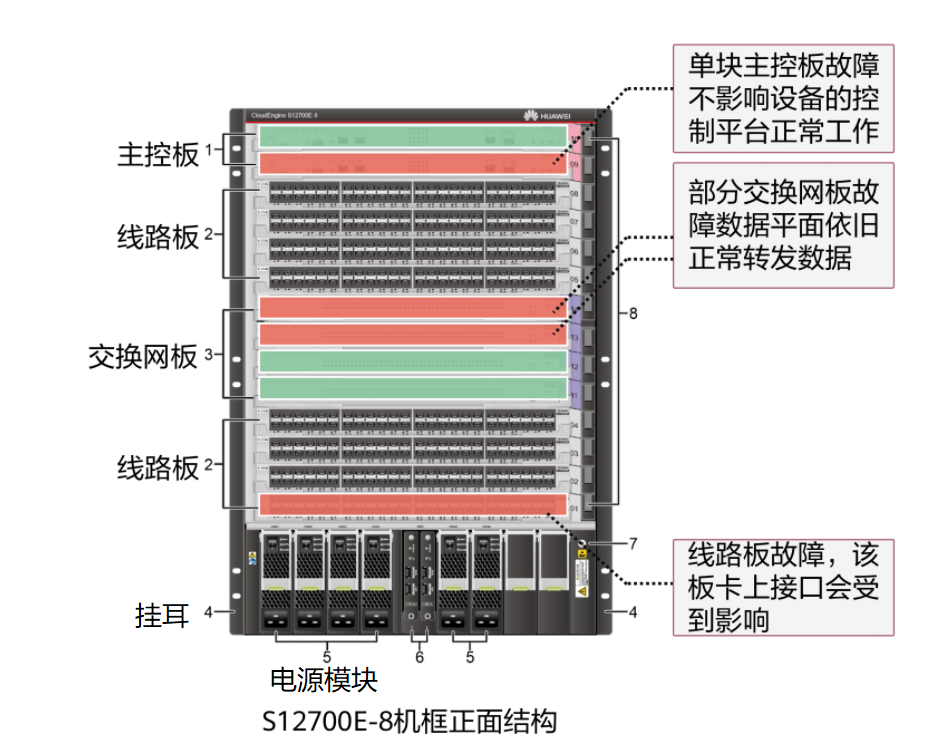 单块主控板故障
不影响设备的控
制平台正常工作
CloudEngine S12700E-8
HUAWEI
主控板 1
09
08
线路板 2
07
06
05
部分交换网板故
障数据平面依旧
正常转发数据
8
13
交换网板 3
12
11
04
线路板 2
03
02
01
7
线路板故障，该
板卡上接口会受
到影响
挂耳 4
4
5
6
5
电源模块
S12700E-8机框正面结构